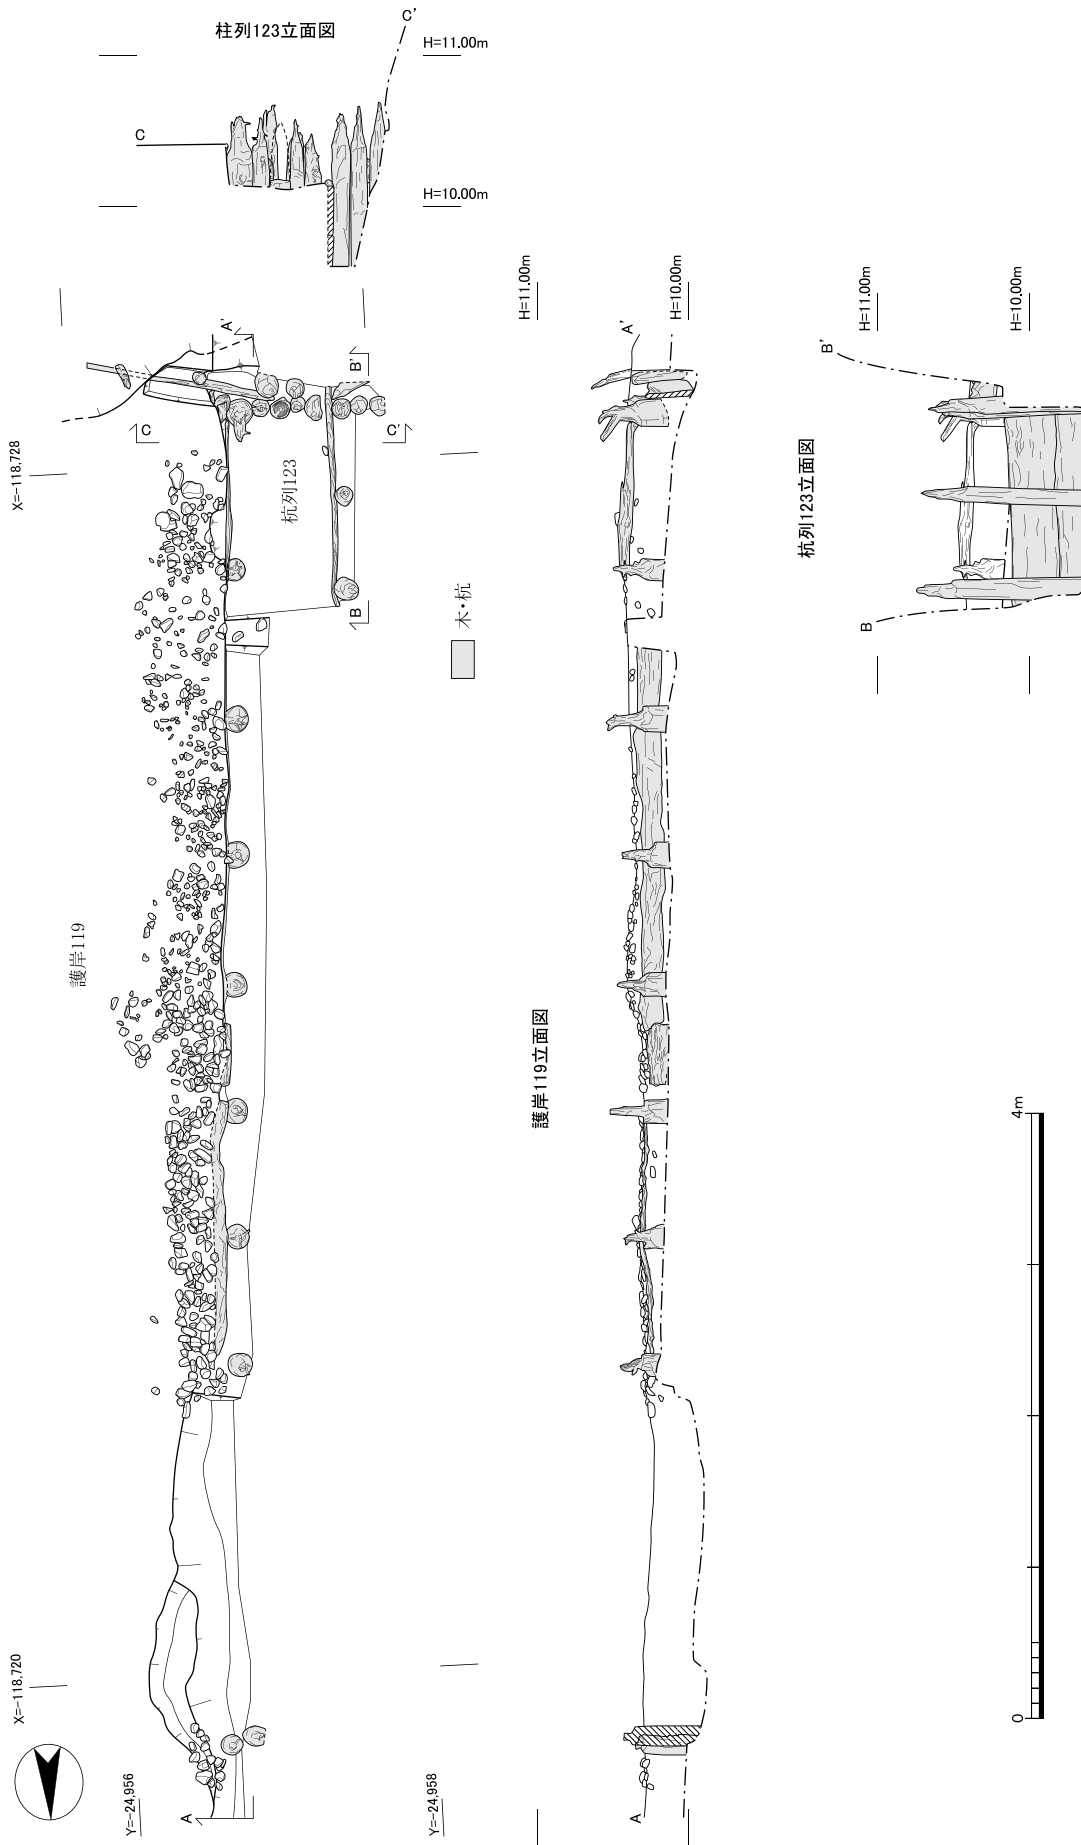 柱列123立面図
C
C'
H=11.00m
H=10.00m
X=-118,728
A'
B'
C
C'
杭列123
B
木・杭
護岸119
X=-118,720
Y=-24,956
A
Y=-24,958
H=11.00m
H=10.00m
A'
護岸119立面図
A
H=11.00m
H=10.00m
B'
杭列123立面図
B
4m
0